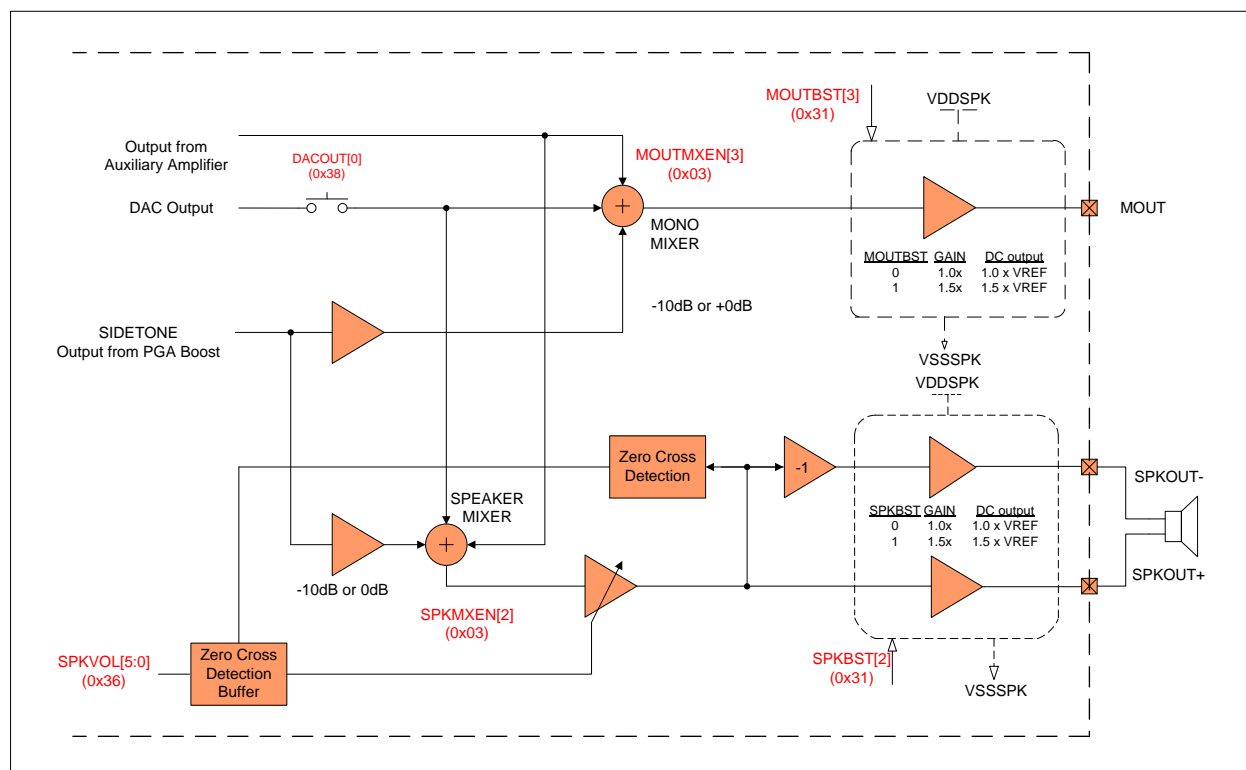 MOUTBST[3]
(0x31)
VDDSPK
Output from
Auxiliary Amplifier
DACOUT[0]
(0x38)
MOUTMXEN[3]
(0x03)
DAC Output
+
MONO
MIXER
MOUT
MOUTBST GAIN DC output
0 1.0x 1.0 x VREF
1 1.5x 1.5 x VREF
-10dB or +0dB
SIDETONE
Output from PGA Boost
VSSSPK
VDDSPK
Zero Cross
Detection
-1
SPEAKER
MIXER
+
SPKOUT-
SPKBST GAIN DC output
0 1.0x 1.0 x VREF
1 1.5x 1.5 x VREF
SPKOUT+
-10dB or 0dB
SPKMXEN[2]
(0x03)
SPKVOL[5:0]
(0x36)
Zero Cross
Detection
Buffer
SPKBST[2]
(0x31)
VSSSPK